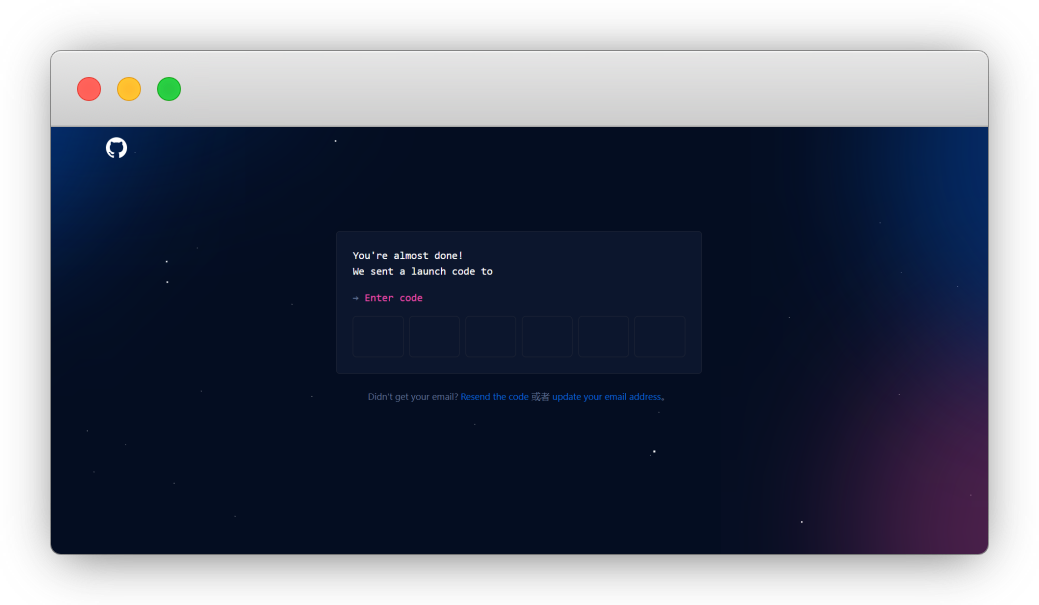 You're almost done!
We sent a launch code to
→ Enter code
Didn't get your email? Resend the code 或者 update your email address。